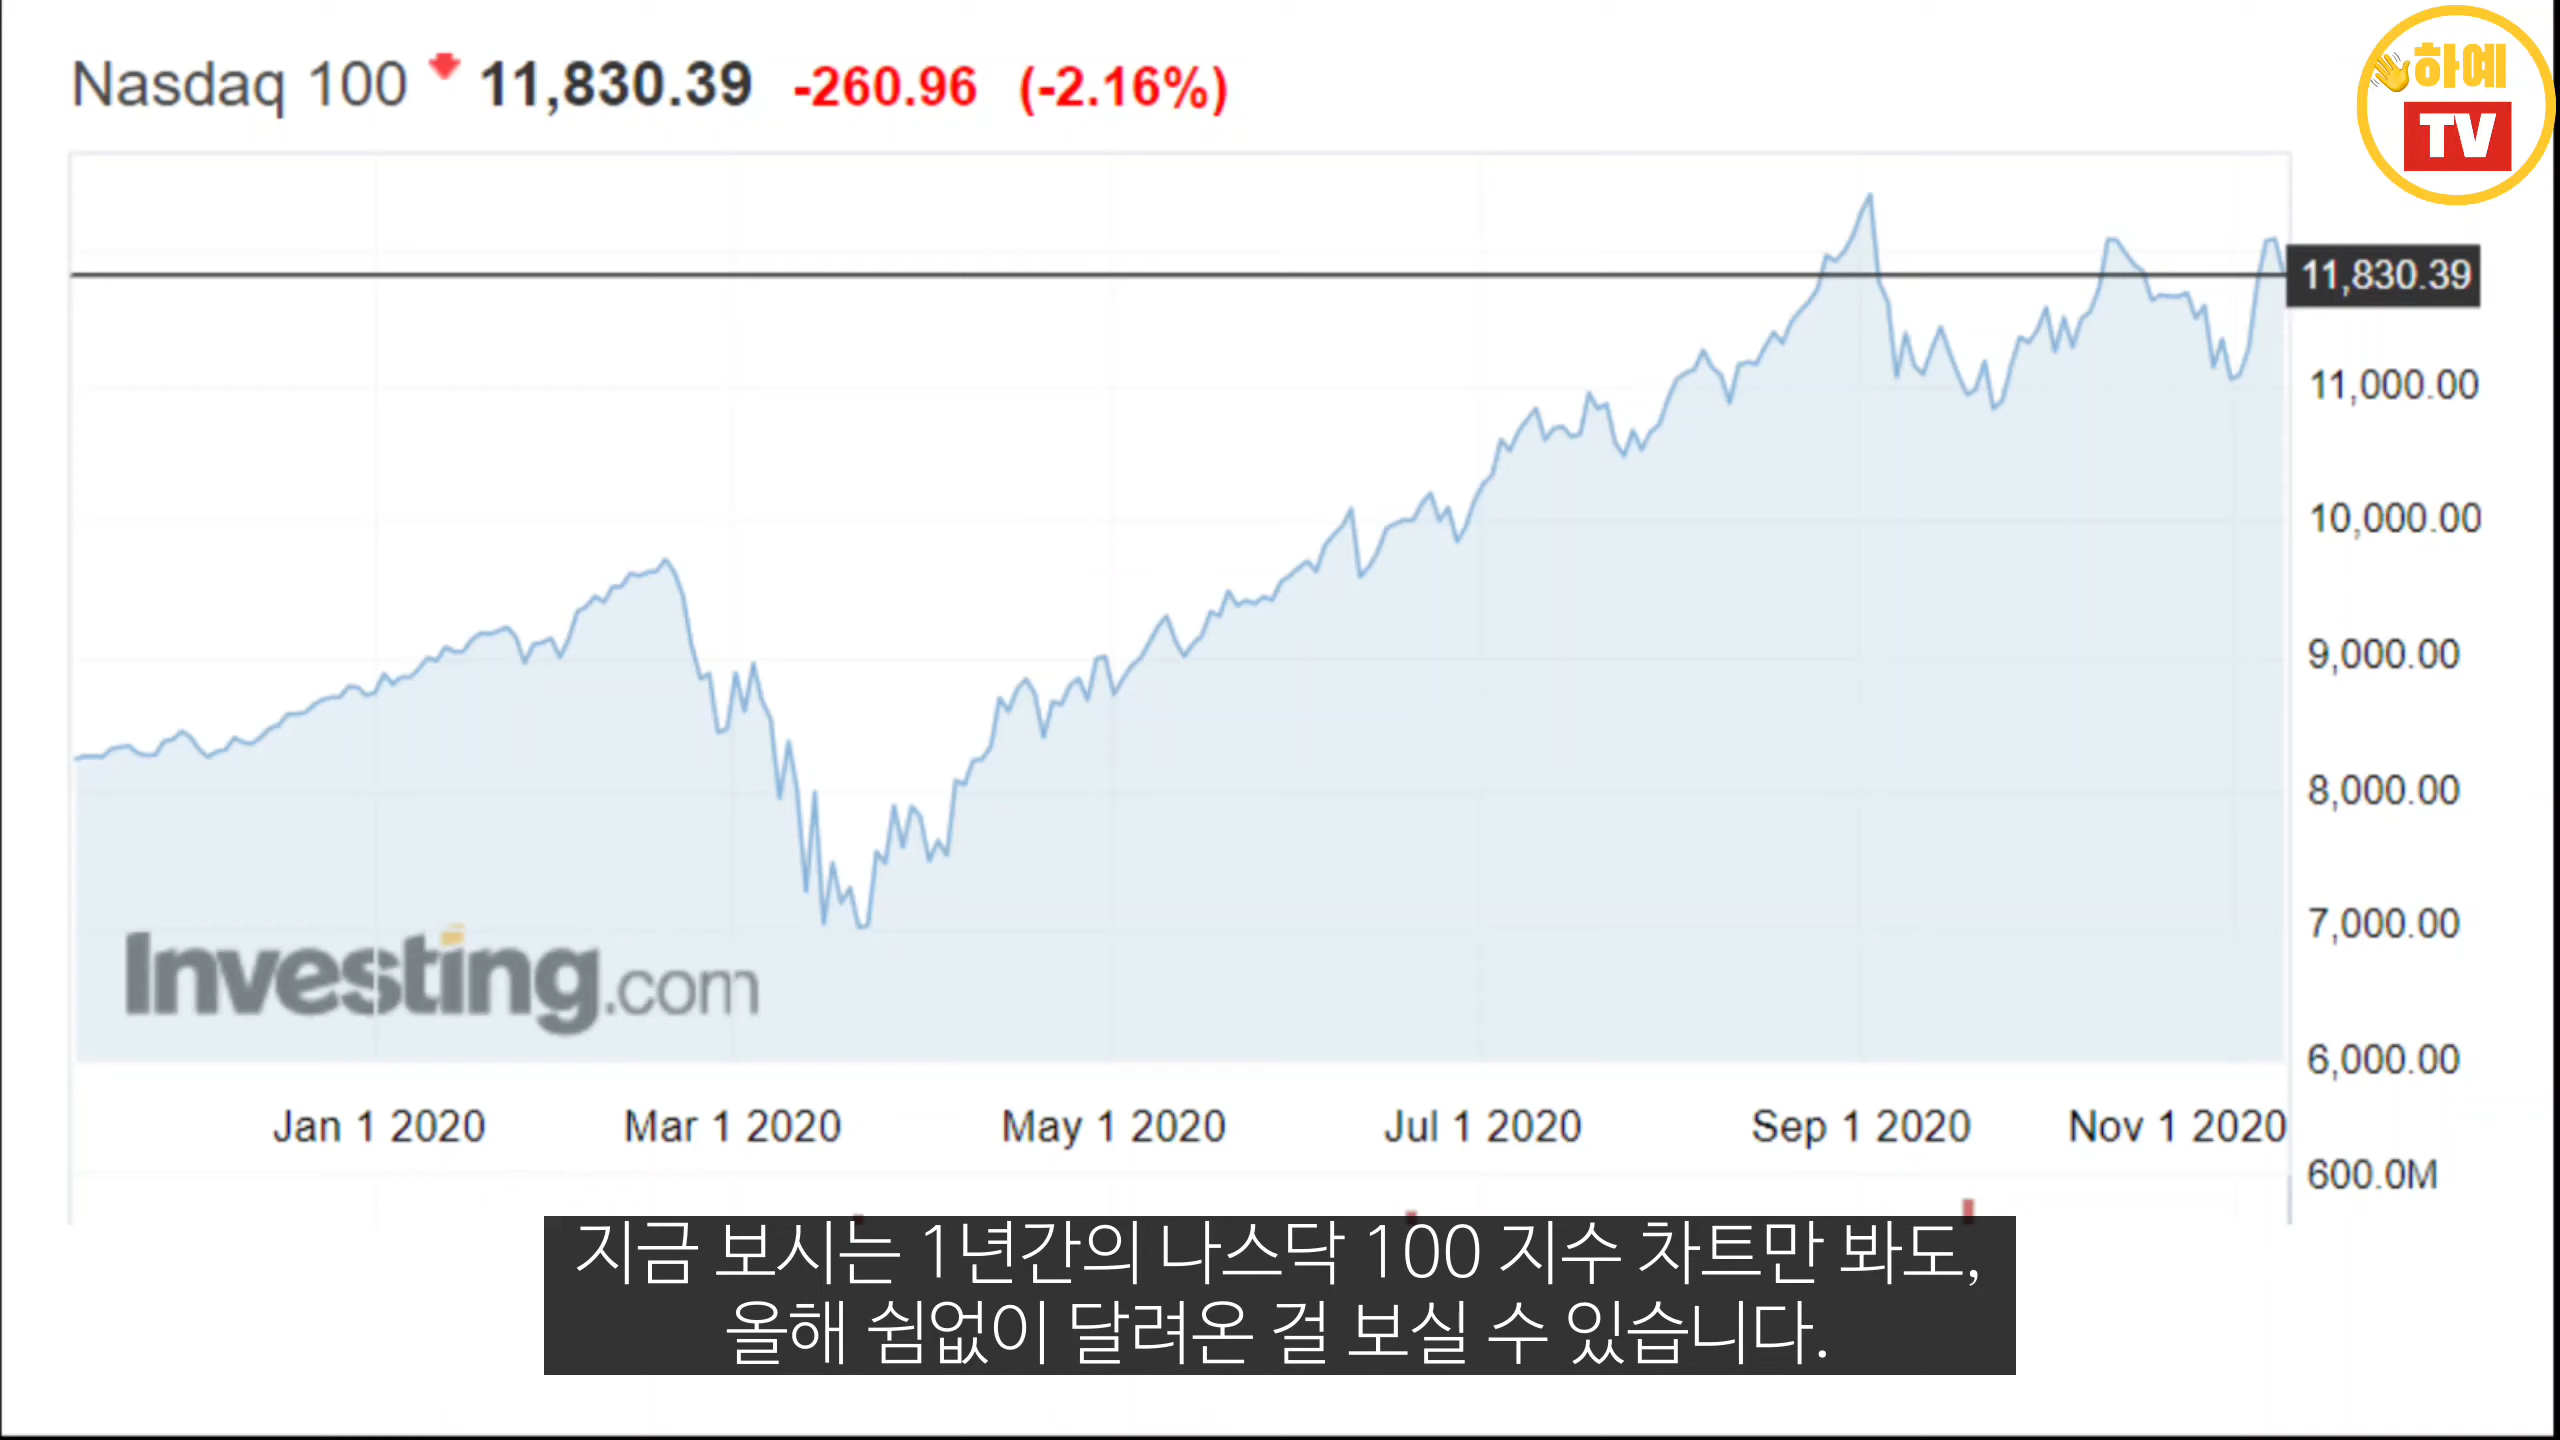 Nasdaq 100 11,830.39 -260.96 (-2.16%)
하예
TV
11,830.39
11,000.00
10,000.00
9,000.00
8,000.00
7,000.00
6,000.00
Investing.com
Jan 1 2020 Mar 1 2020 May 1 2020 Jul 1 2020 Sep 1 2020 Nov 1 2020
600.0M
지금 보시는 1년간의 나스닥 100 지수 차트만 봐도,
올해 쉼없이 달려온 걸 보실 수 있습니다.